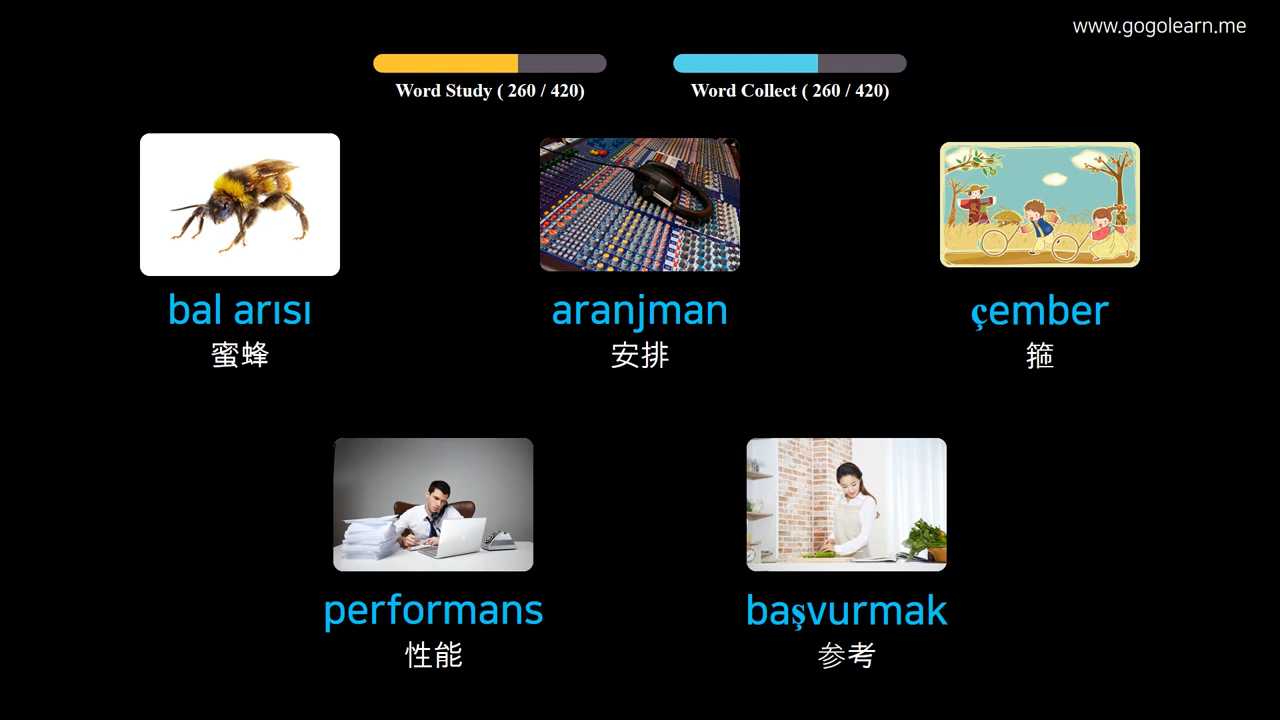 www.gogolearn.me
Word Study ( 260 / 420)
Word Collect ( 260 / 420)
bal arısı
蜜蜂
aranjman
安排
çember
箍
performans
性能
başvurmak
参考